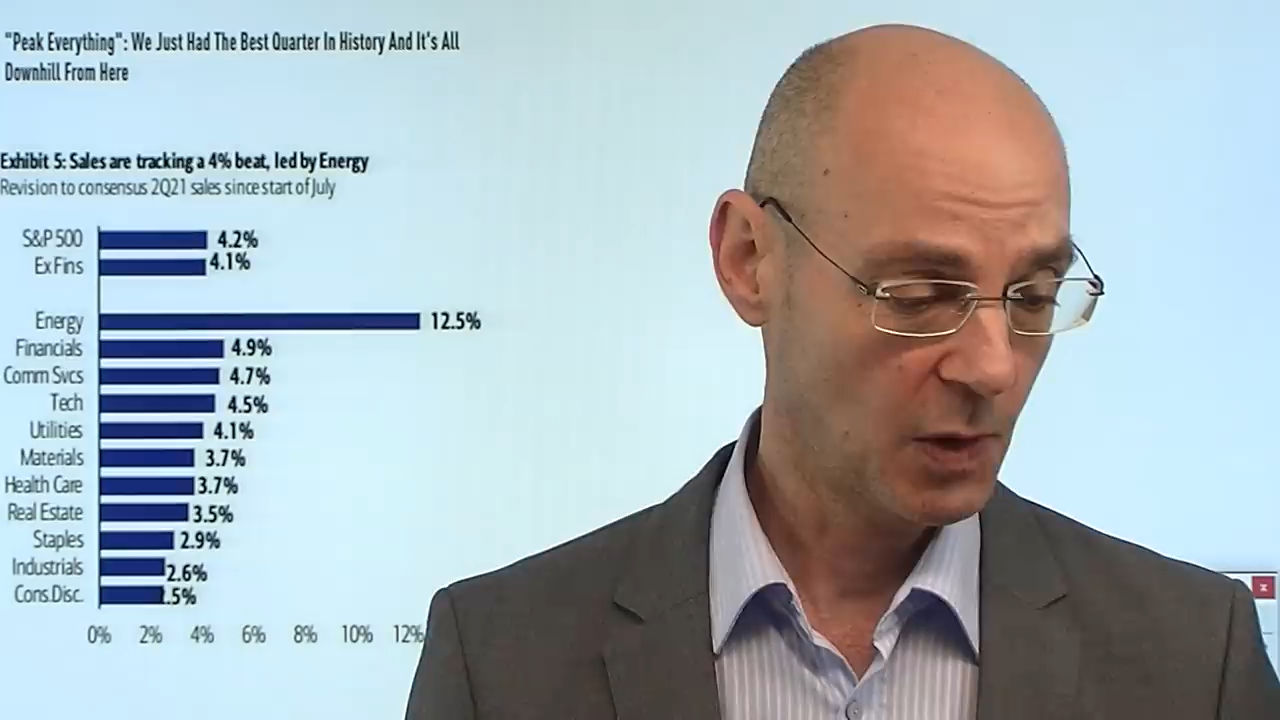 "Peak Everything": We Just Had The Best Quarter In History And It's All
Downhill From Here
Exhibit 5: Sales are tracking a 4% beat, led by Energy
Revision to consensus 2Q21 sales since start of July
S&P 500 4.2%
Ex Fins 4.1%
Energy 12.5%
Financials 4.9%
Comm Svcs 4.7%
Tech 4.5%
Utilities 4.1%
Materials 3.7%
Health Care 3.7%
Real Estate 3.5%
Staples 2.9%
Industrials 2.6%
Cons.Disc. .5%
0% 2% 4% 6% 8% 10% 12%